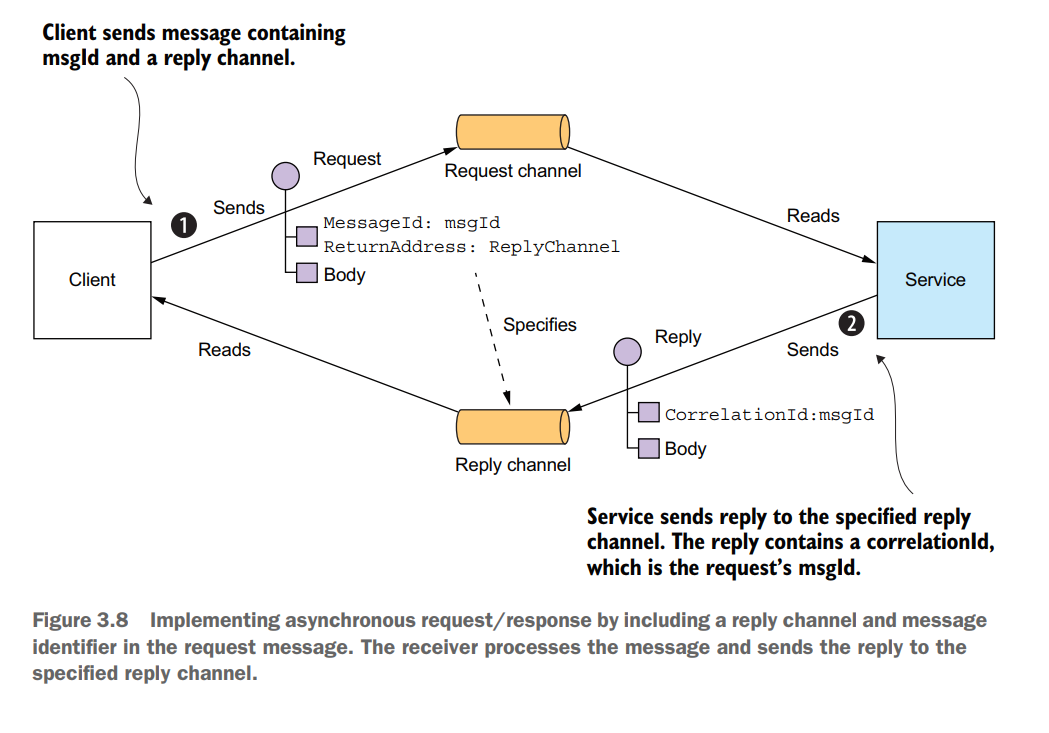 Client sends message containing
msgId and a reply channel.
Request
Request channel
Sends
1
MessageId: msgId
ReturnAddress: ReplyChannel
Body
Reads
Client
Service
Specifies
2
Reply
Sends
Reads
CorrelationId:msgId
Body
Reply channel
Service sends reply to the specified reply
channel. The reply contains a correlationId,
which is the request's msgId.
Figure 3.8 Implementing asynchronous request/response by including a reply channel and message
identifier in the request message. The receiver processes the message and sends the reply to the
specified reply channel.